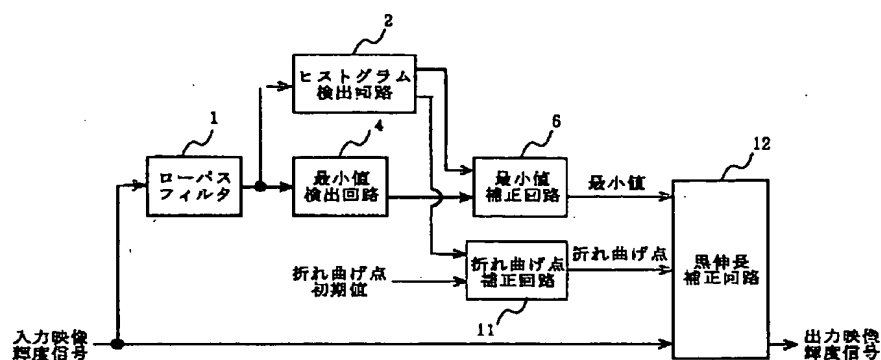 2
ヒストグラム
検出回路
1
ローパス
フィルタ
4
最小値
検出回路
6
最小値
補正回路
最小値
12
黒伸長
補正回路
折れ曲げ点
初期値
折れ曲げ点
補正回路
11
折れ曲げ点
入力映像
輝度信号
出力映像
輝度信号